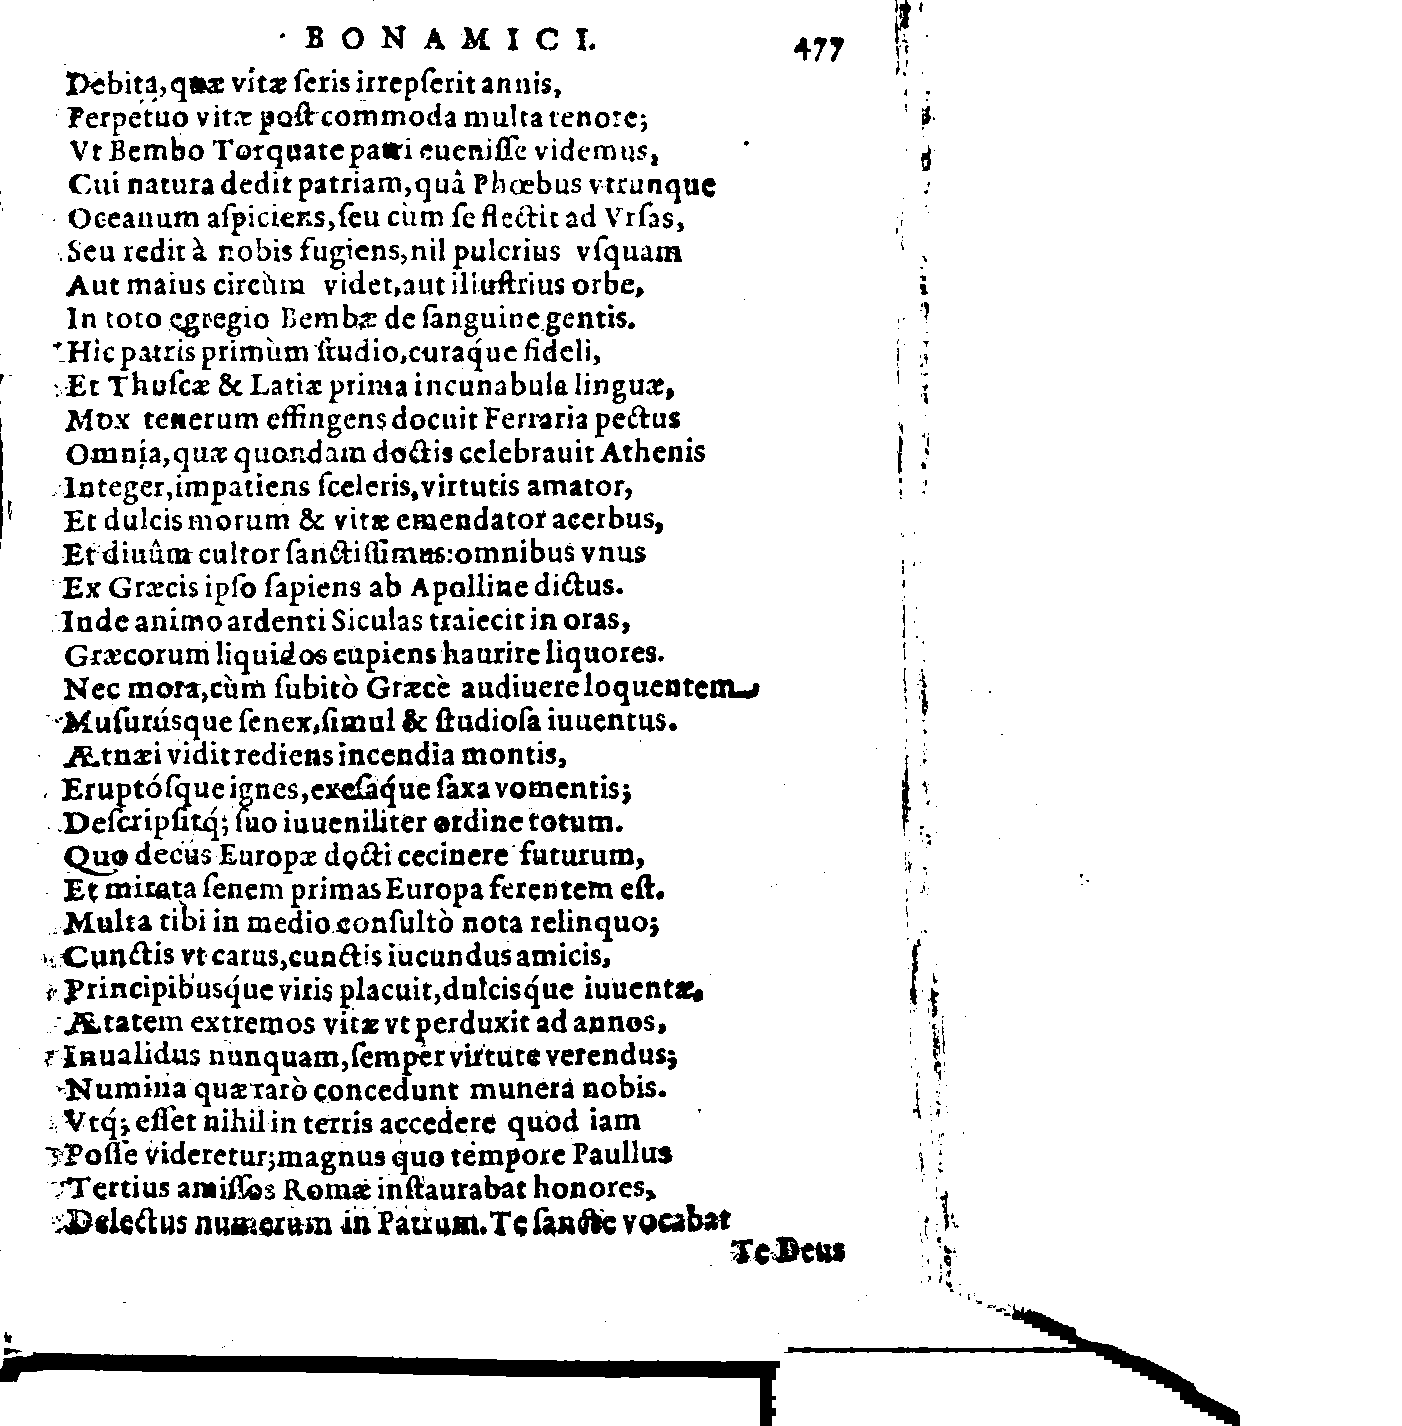 BONAMICI. 477
Debita, quæ vitæ ſeris irrepſerit annis,
Perpetuo vitæ poſt commoda multa tenore;
Vt Bembo Torquate patri eueniſſe videmus,
Cui natura dedit patriam, quâ Phœbus vtrunque
Oceanum aſpiciens, ſeu cùm ſe flectit ad Vrſas,
Seu redit à nobis fugiens, nil pulcrius vſquam
Aut maius circùm videt, aut illuſtrius orbe,
In toto egregio Bembæ de ſanguine gentis.
Hic patris primùm ſtudio, curaq́ue fideli,
Et Thuſcæ & Latiæ prima incunabula linguæ,
Mox tenerum effingens docuit Ferraria pectus
Omnia, quæ quondam doctis celebrauit Athenis
Integer, impatiens ſceleris, virtutis amator,
Et dulcis morum & vitæ emendator acerbus,
Et diuûm cultor ſanctiſſimus: omnibus vnus
Ex Græcis ipſo ſapiens ab Apolline dictus.
Inde animo ardenti Siculas traiecit in oras,
Græcorum liquidos cupiens haurire liquores.
Nec mora, cùm ſubitò Græcè audiuere loquentem
Muſurúsque ſenex, ſimul & ſtudioſa iuuentus.
Ætnæi vidit rediens incendia montis,
Eruptóſque ignes, exeſaq́ue ſaxa vomentis;
Deſcripſitq́; ſuo iuueniliter ordine totum.
Quo decus Europæ docti cecinere futurum,
Et mirata ſenem primas Europa ferentem eſt.
Multa tibi in medio conſultò nota relinquo;
Cunctis vt carus, cunctis iucundus amicis,
Principibusq́ue viris placuit, dulcisq́ue iuuentæ,
Ætatem extremos vitæ vt perduxit ad annos,
Inualidus nunquam, ſemper virtute verendus;
Numina quæ rarò concedunt munera nobis.
Vtq́; eſſet nihil in terris accedere quod iam
Poſſe videretur; magnus quo tempore Paullus
Tertius amiſſos Romæ inſtaurabat honores,
Delectus numerum in Patrum. Te ſancte vocabat
Te Deus